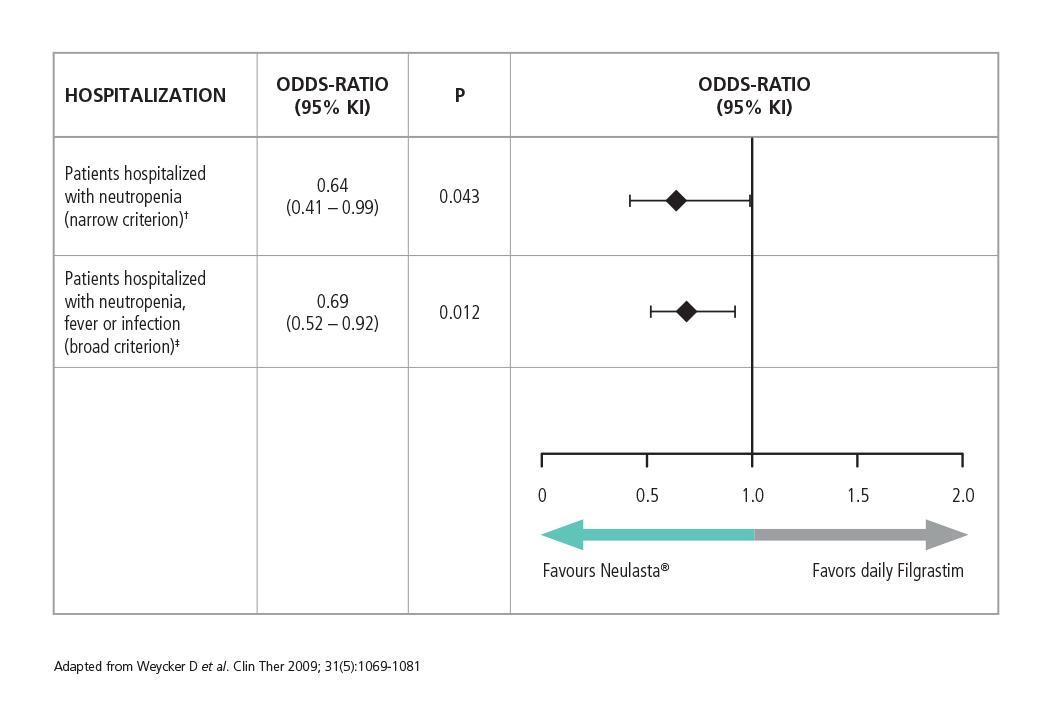 HOSPITALIZATION
ODDS-RATIO
(95% KI)
P
ODDS-RATIO
(95% KI)
Patients hospitalized
with neutropenia
(narrow criterion)†
0.64
(0.41 – 0.99)
0.043
Patients hospitalized
with neutropenia,
fever or infection
(broad criterion)‡
0.69
(0.52 – 0.92)
0.012
0 0.5 1.0 1.5 2.0
Favours Neulasta® Favors daily Filgrastim
Adapted from Weycker D et al. Clin Ther 2009; 31(5):1069-1081